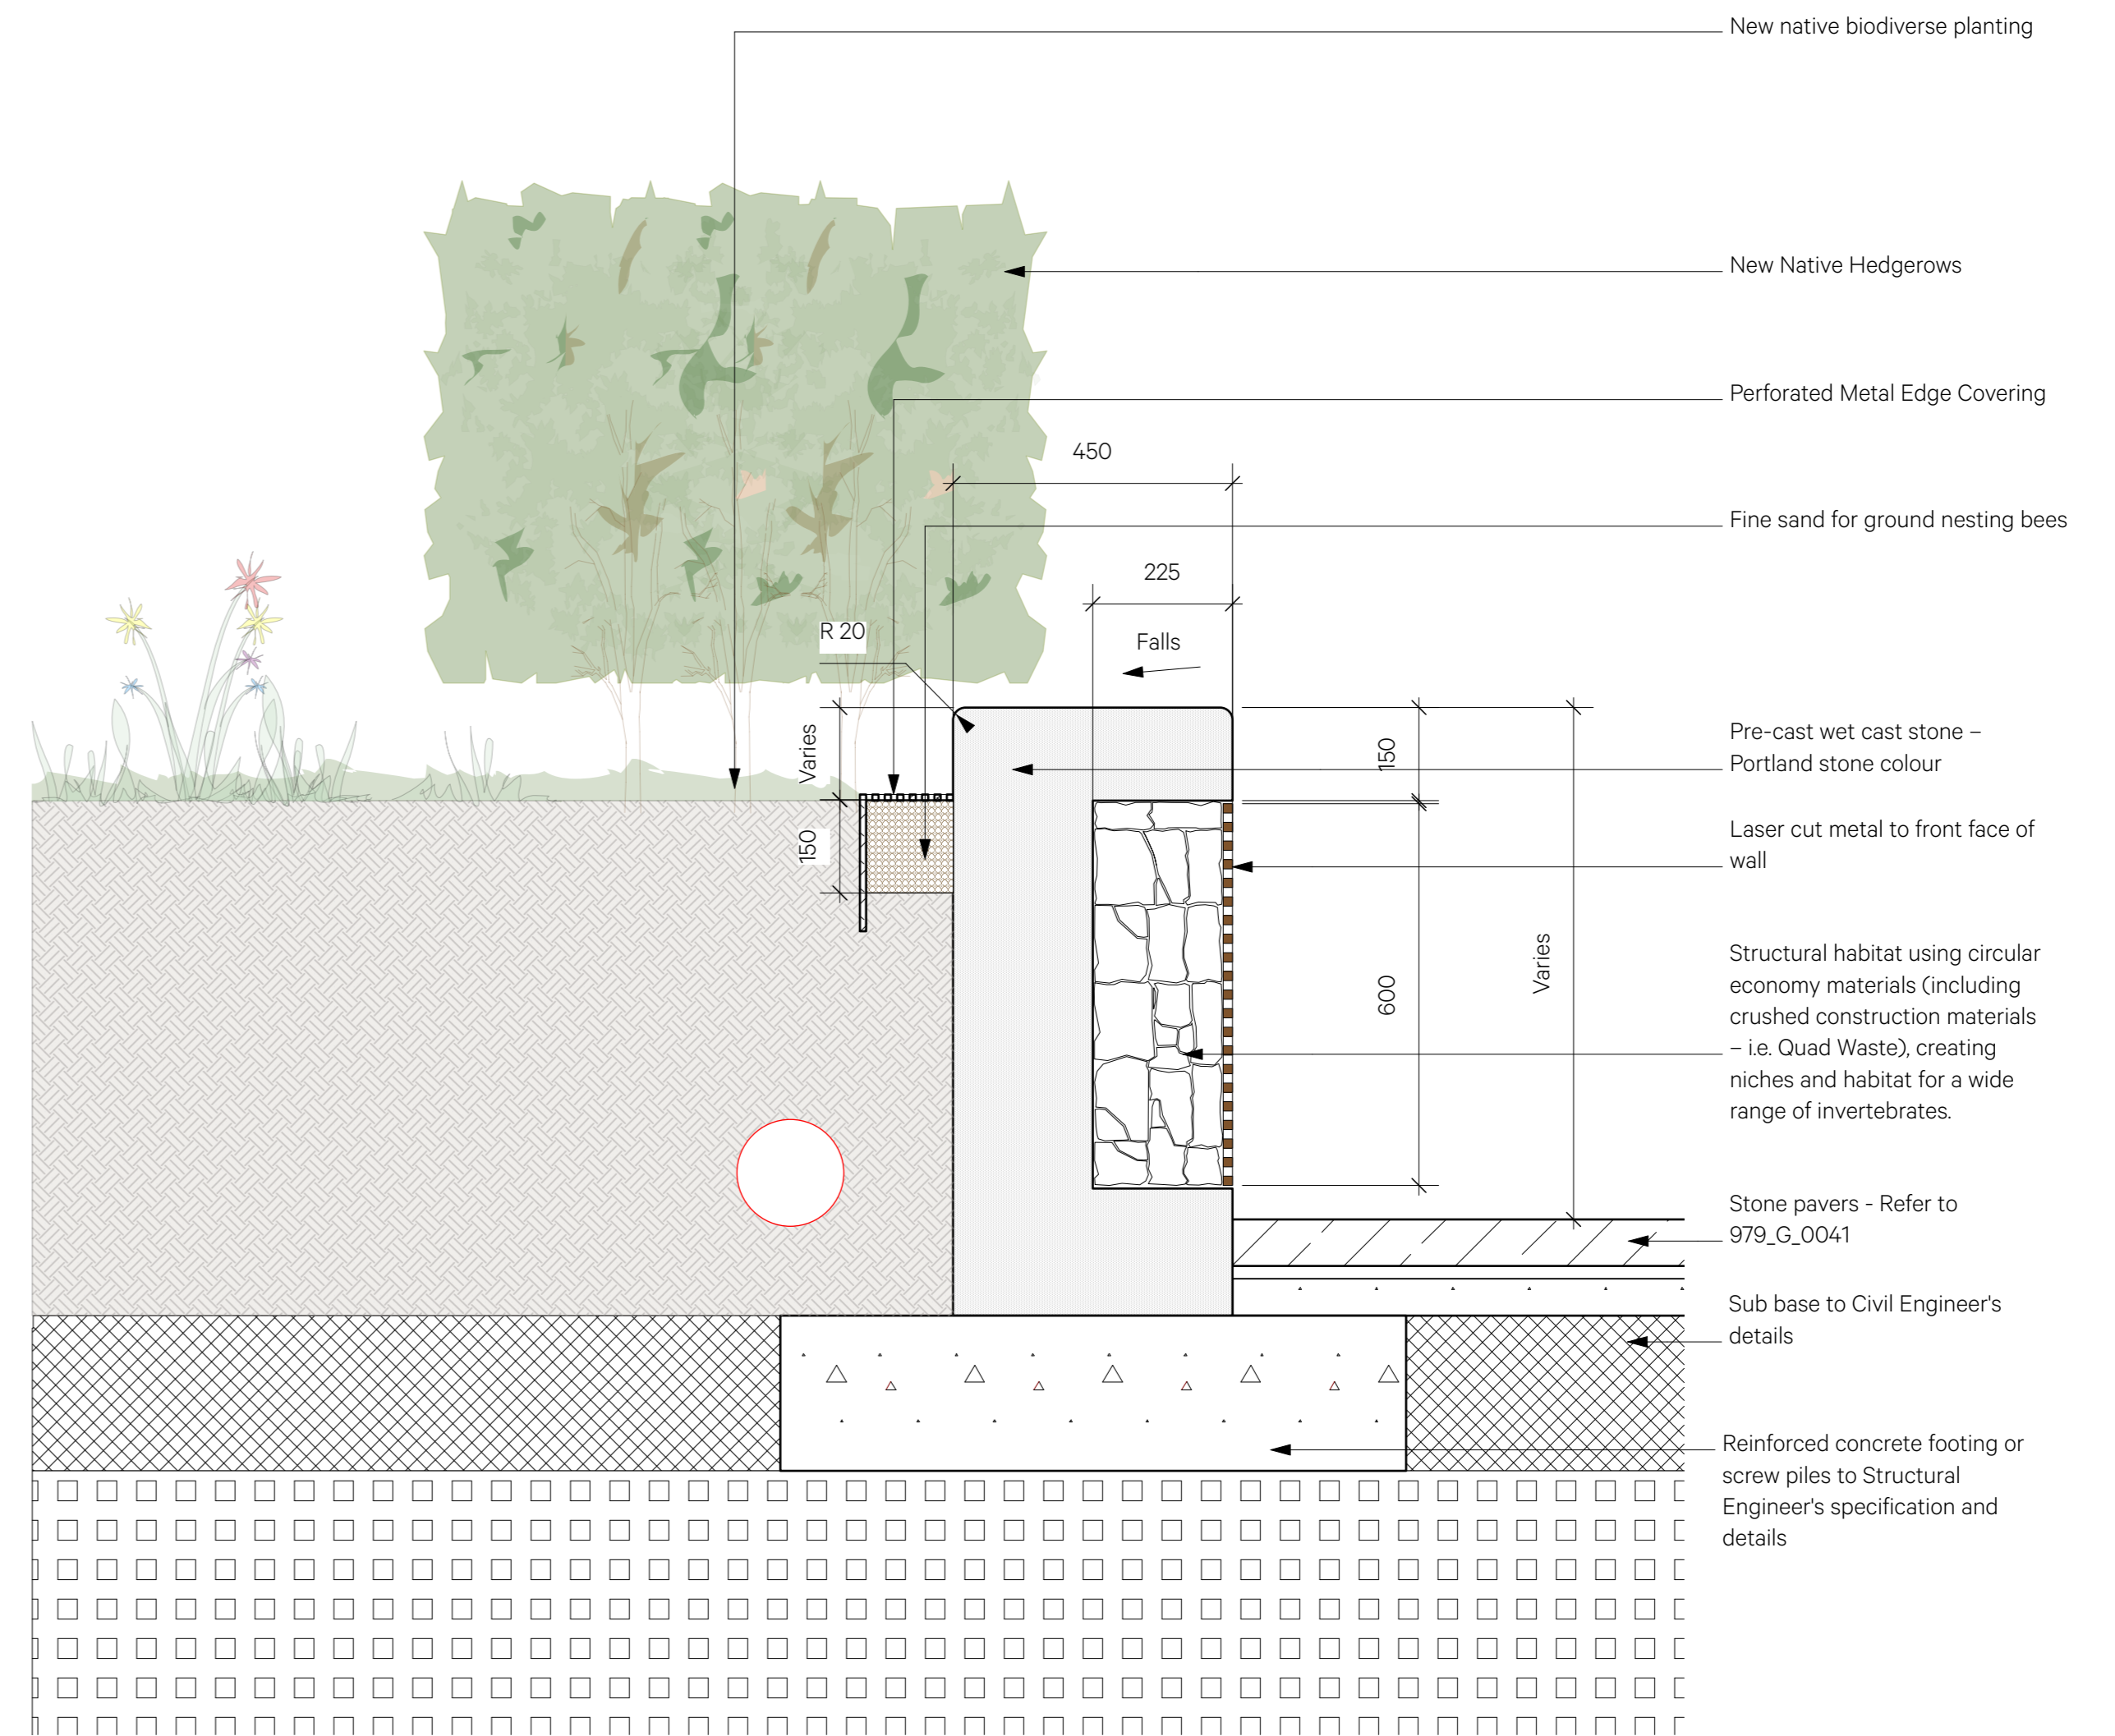 New native biodiverse planting
New Native Hedgerows
Perforated Metal Edge Covering
450
Fine sand for ground nesting bees
225
R 20
Falls
Varies
150
Pre-cast wet cast stone –
Portland stone colour
150
Laser cut metal to front face of
wall
Varies
600
Structural habitat using circular
economy materials (including
crushed construction materials
– i.e. Quad Waste), creating
niches and habitat for a wide
range of invertebrates.
Stone pavers - Refer to
979_G_0041
Sub base to Civil Engineer's
details
Reinforced concrete footing or
screw piles to Structural
Engineer's specification and
details